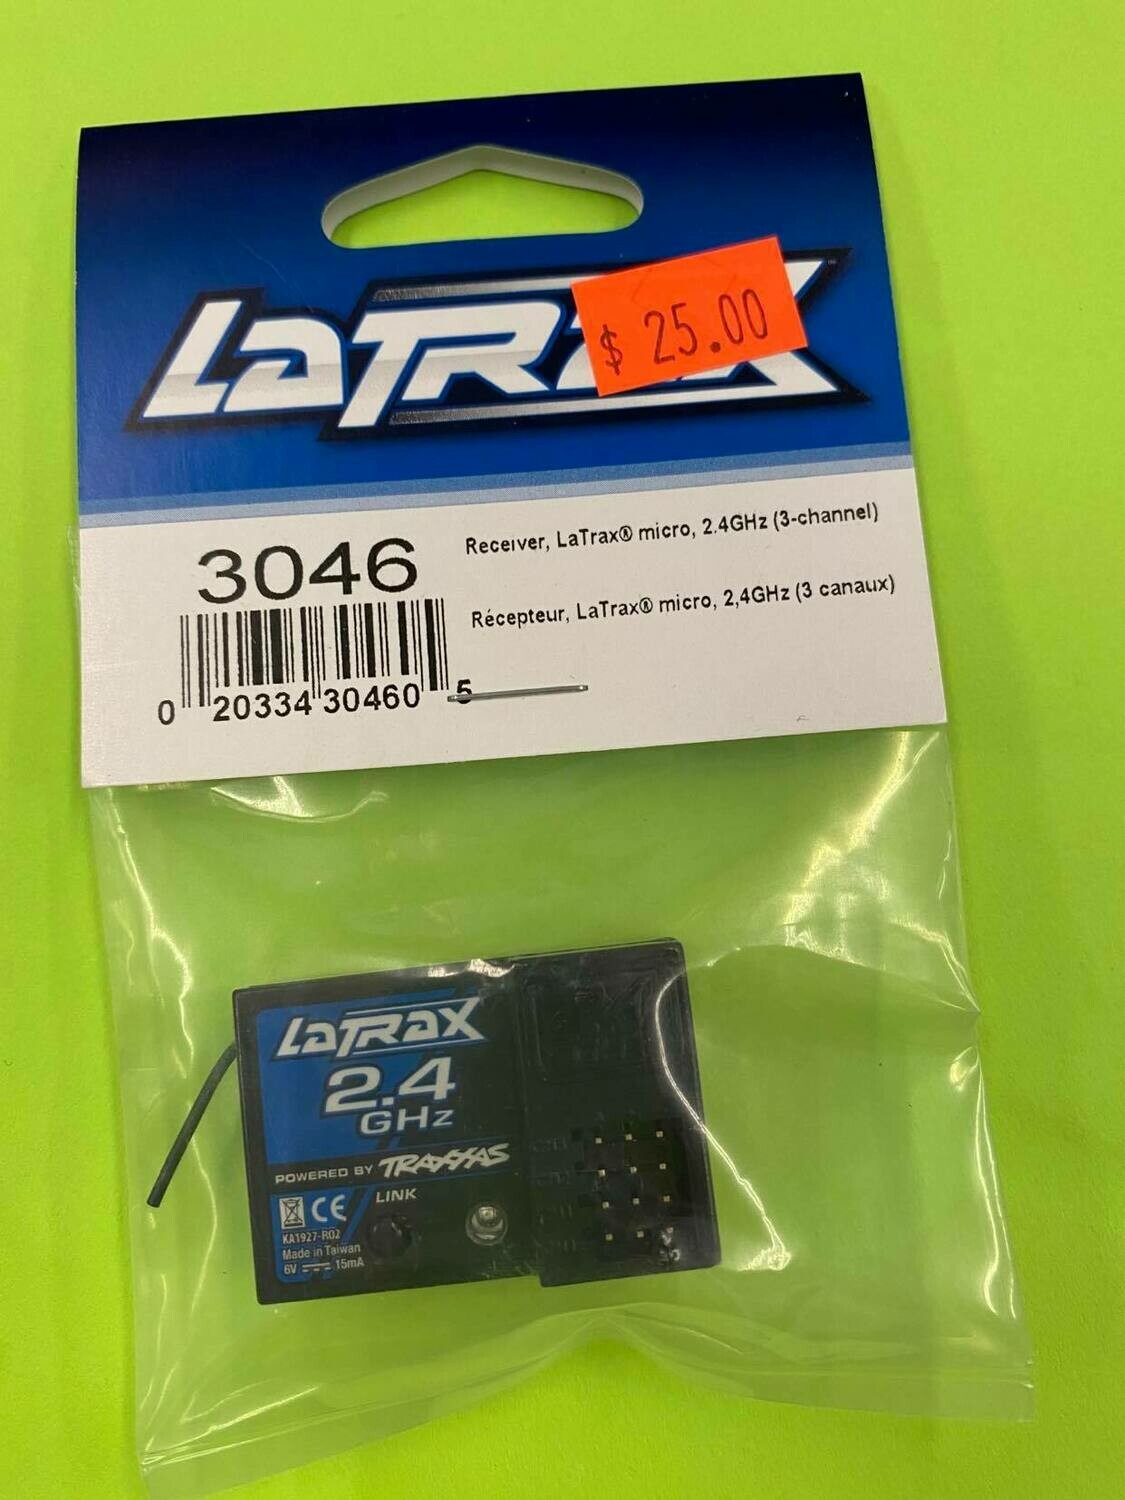 LaTrax
$ 25.00
3046
Receiver, LaTrax® micro, 2.4GHz (3-channel)
Récepteur, LaTrax® micro, 2,4GHz (3 canaux)
0 20334 30460 5
LaTrax
2.4
GHz
POWERED BY TRAXXAS
LINK
CE
KA1927-R02
Made in Taiwan
6V 15mA